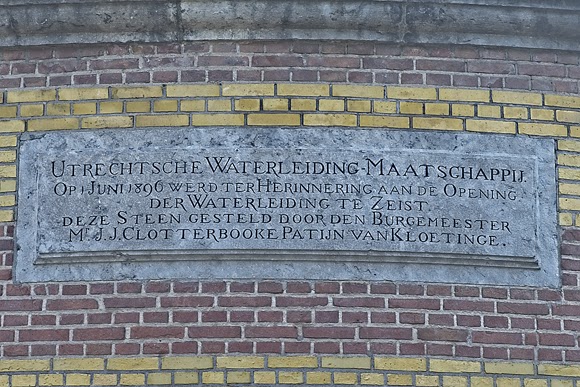 UTRECHTSCHE WATERLEIDING-MAATSCHAPPIJ.
OP 1 JUNI 1896 WERD TER HERINNERING AAN DE OPENING
DER WATERLEIDING TE ZEIST.
DEZE STEEN GESTELD DOOR DEN BURGEMEESTER
MR J.J. CLOTTERBOOKE PATIJN VAN KLOETINGE.